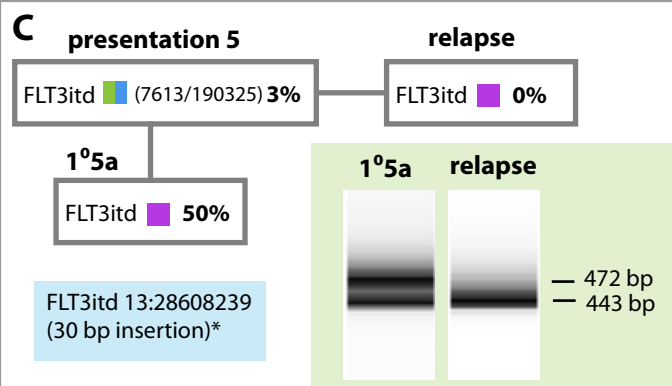 C
presentation 5
relapse
FLT3itd (7613/190325) 3%
FLT3itd 0%
1⁰5a
FLT3itd 50%
1⁰5a relapse
472 bp
443 bp
FLT3itd 13:28608239
(30 bp insertion)*